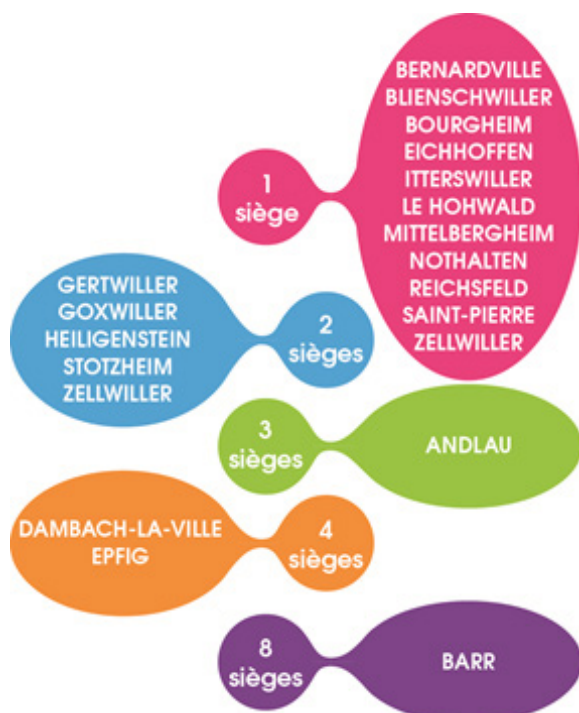 1
siège
BERNARDVILLE
BLIENSCHWILLER
BOURGHEIM
EICHHOFFEN
ITTERSWILLER
LE HOHWALD
MITTELBERGHEIM
NOTHALTEN
REICHSFELD
SAINT-PIERRE
ZELLWILLER
GERTWILLER
GOXWILLER
HEILIGENSTEIN
STOTZHEIM
ZELLWILLER
2
sièges
3
sièges
ANDLAU
DAMBACH-LA-VILLE
EPFIG
4
sièges
8
sièges
BARR